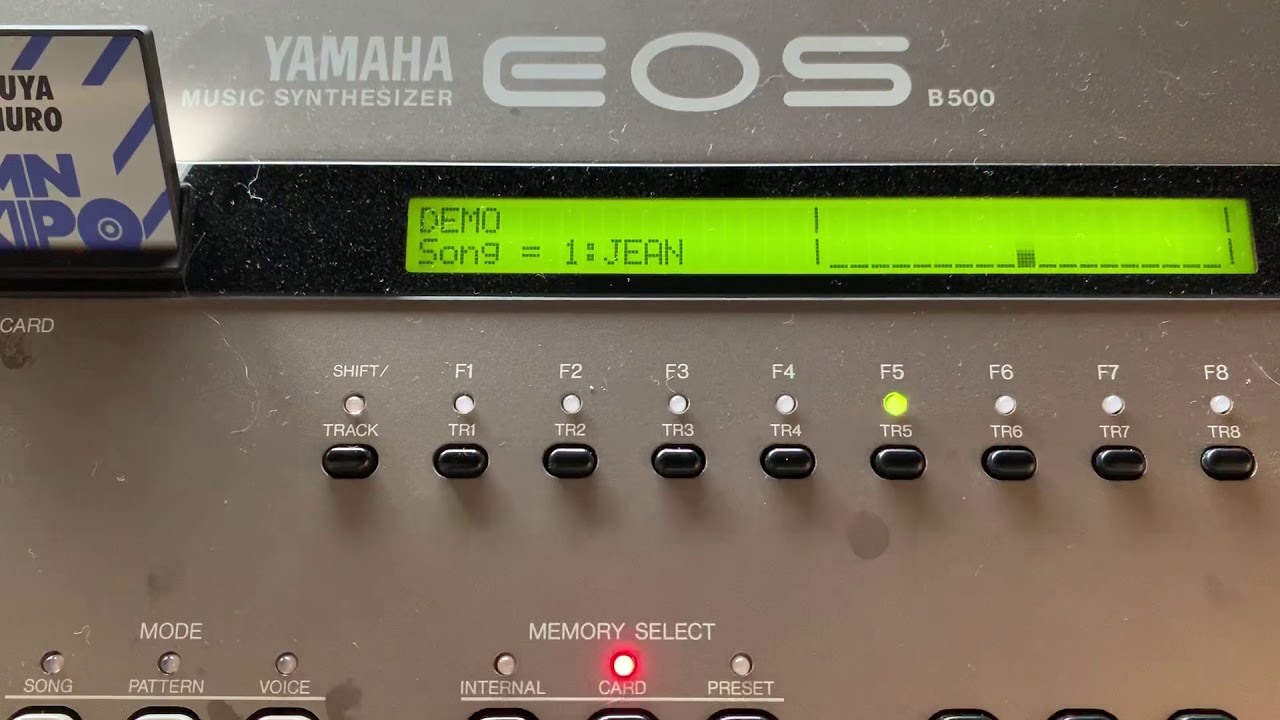 YAMAHA EOS
MUSIC SYNTHESIZER B500
UYA
DEMO
Song = 1:JEAN
CARD
SHIFT/ F1 F2 F3 F4 F5 F6 F7 F8
TRACK TR1 TR2 TR3 TR4 TR5 TR6 TR7 TR8
MODE MEMORY SELECT
SONG PATTERN VOICE INTERNAL CARD PRESET